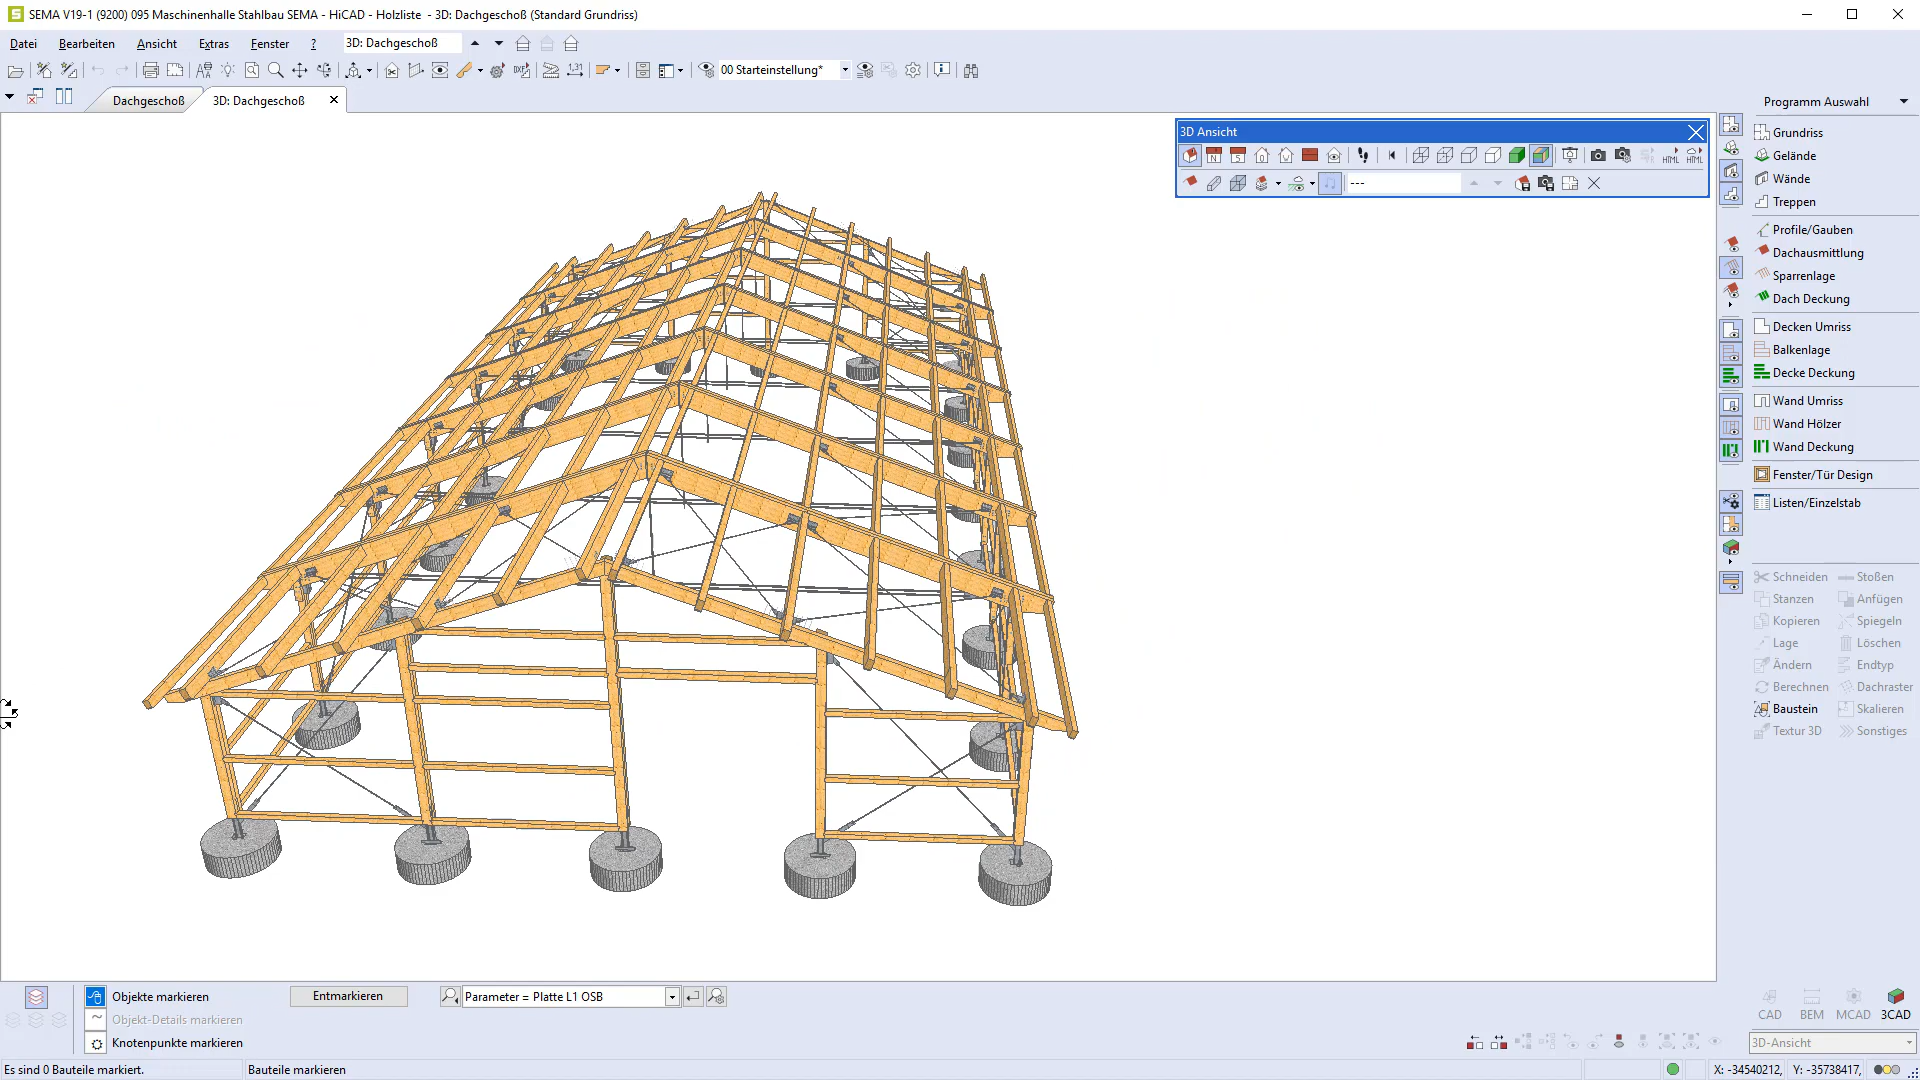 SEMA V19-1 (9200) 095 Maschinenhalle Stahlbau SEMA - HiCAD - Holzliste - 3D: Dachgeschoß (Standard Grundriss)
Datei Bearbeiten Ansicht Extras Fenster ? 3D: Dachgeschoß
00 Starteinstellung*
Dachgeschoß 3D: Dachgeschoß
3D Ansicht
---
Programm Auswahl
Grundriss
Gelände
Wände
Treppen
Profile/Gauben
Dachausmittlung
Sparrenlage
Dach Deckung
Decken Umriss
Balkenlage
Decke Deckung
Wand Umriss
Wand Hölzer
Wand Deckung
Fenster/Tür Design
Listen/Einzelstab
Schneiden Stoßen
Stanzen Anfügen
Kopieren Spiegeln
Lage Löschen
Ändern Endtyp
Berechnen Dachraster
Baustein Skalieren
Textur 3D Sonstiges
Objekte markieren Entmarkieren Parameter = Platte L1 OSB
Objekt-Details markieren
Knotenpunkte markieren
CAD BEM MCAD 3CAD
3D-Ansicht
Es sind 0 Bauteile markiert. Bauteile markieren X: -34540212, Y: -35738417,